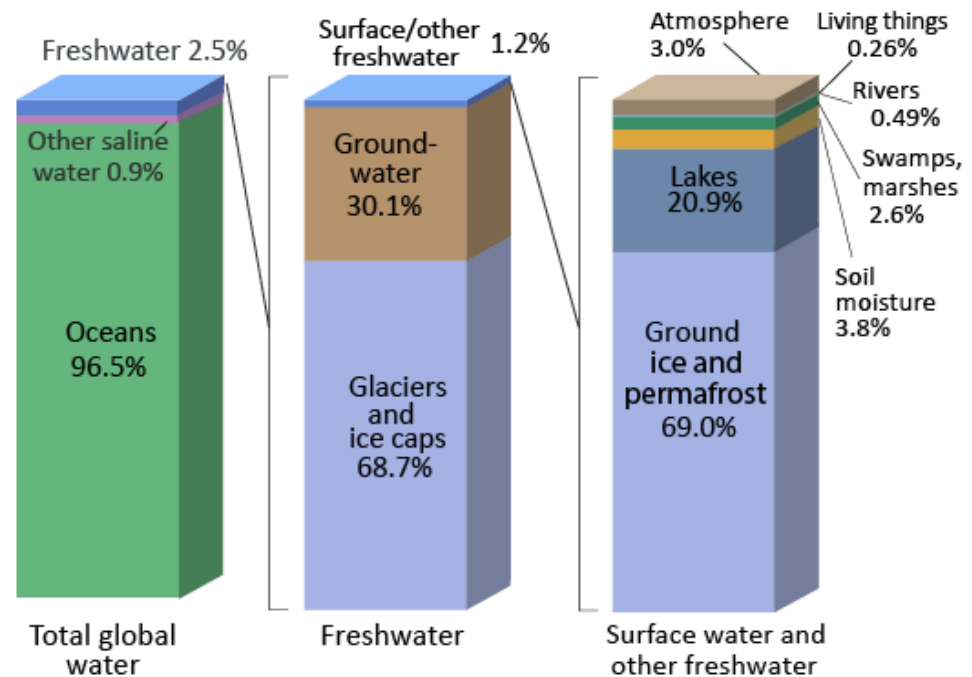 Freshwater 2.5%
Other saline
water 0.9%
Oceans
96.5%
Total global
water
Surface/other
freshwater
1.2%
Ground-
water
30.1%
Glaciers
and
ice caps
68.7%
Freshwater
Atmosphere
3.0%
Living things
0.26%
Rivers
0.49%
Swamps,
marshes
2.6%
Soil
moisture
3.8%
Lakes
20.9%
Ground
ice and
permafrost
69.0%
Surface water and
other freshwater